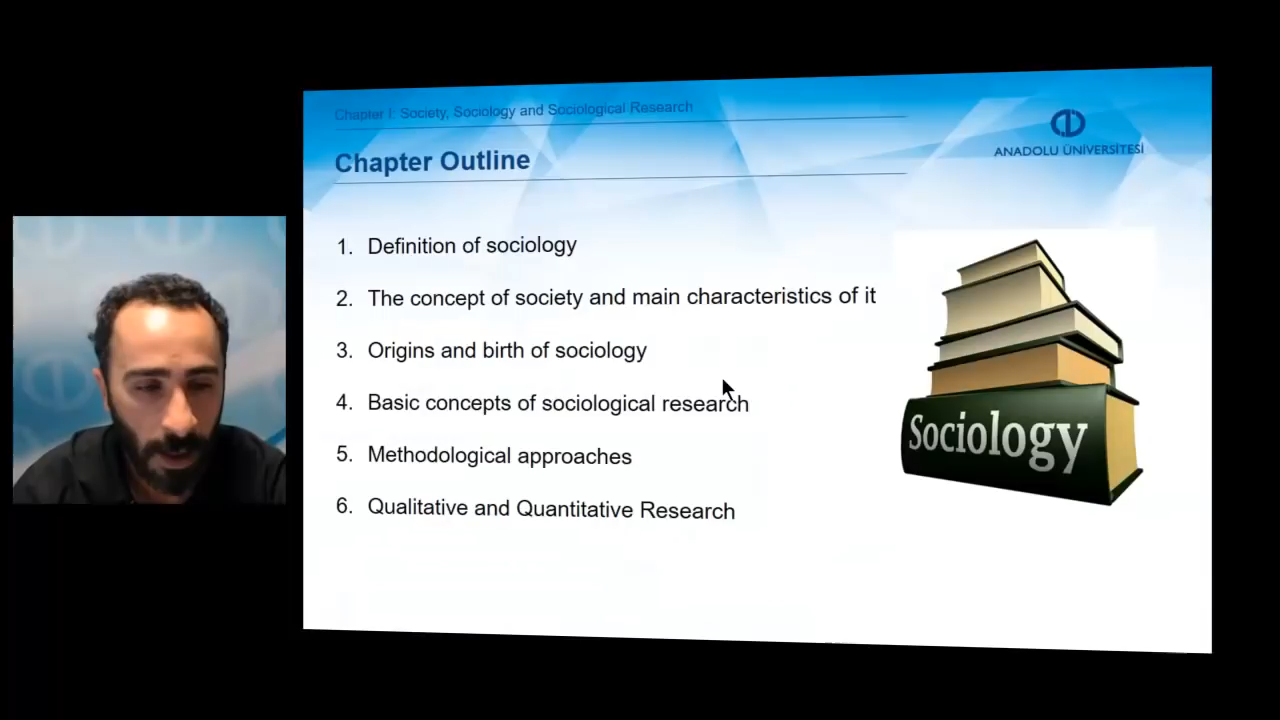 Chapter I: Society, Sociology and Sociological Research
Chapter Outline
ANADOLU ÜNİVERSİTESİ
1. Definition of sociology
2. The concept of society and main characteristics of it
3. Origins and birth of sociology
4. Basic concepts of sociological research
5. Methodological approaches
6. Qualitative and Quantitative Research
Sociology